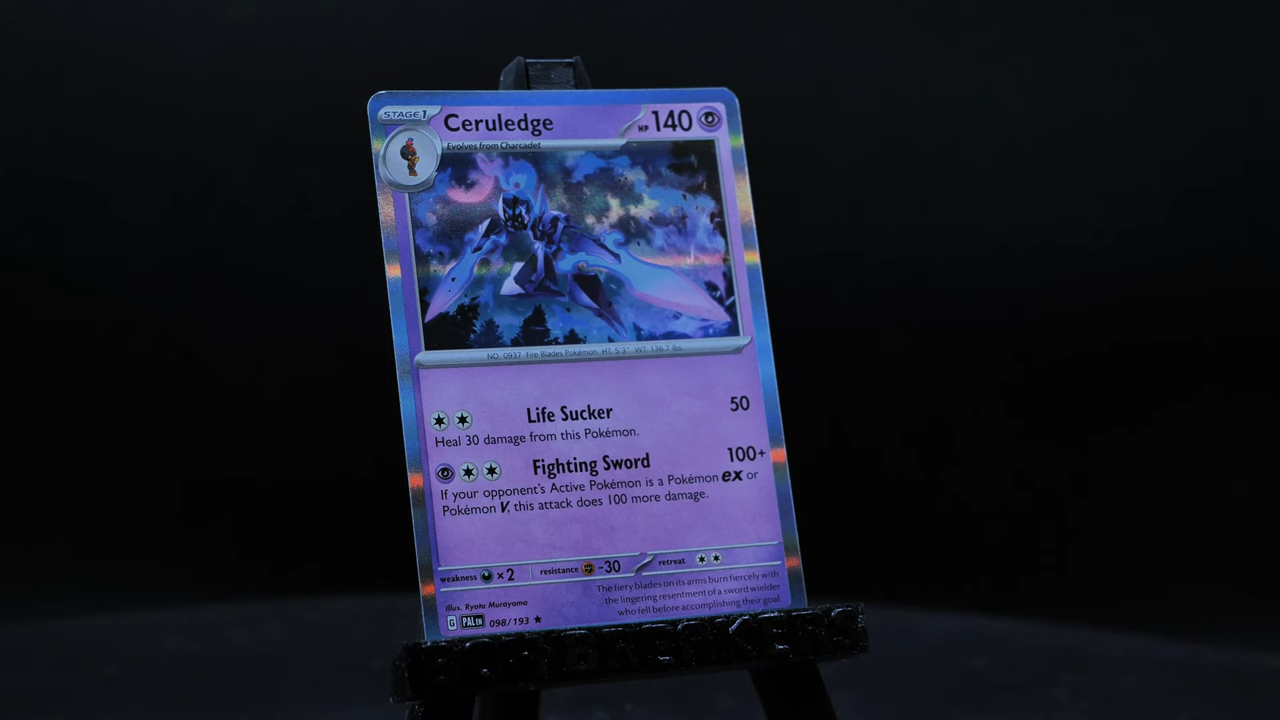 STAGE 1
Ceruledge
HP 140
Evolves from Charcadet
NO. 0937 Fire Blades Pokémon HT: 5'3" WT: 136.7 lbs.
Life Sucker 50
Heal 30 damage from this Pokémon.
Fighting Sword 100+
If your opponent's Active Pokémon is a Pokémon ex or
Pokémon V, this attack does 100 more damage.
weakness ×2 resistance -30 retreat
The fiery blades on its arms burn fiercely with
the lingering resentment of a sword wielder
who fell before accomplishing their goal.
Illus. Ryota Murayama
G PAL EN 098/193